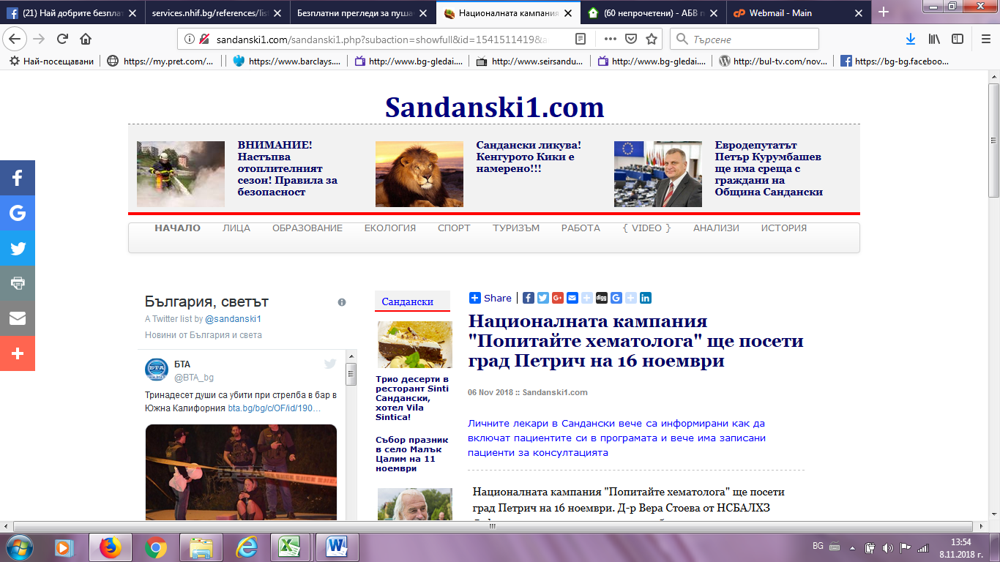 (21) Най добрите безпла
services.nhif.bg/references/lis
Безплатни прегледи за пуша
Националната кампания
(60 непрочетени) - АБВ п
Webmail - Main
sandanski1.com/sandanski1.php?subaction=showfull&id=1541511419&a
Търсене
Най-посещавани
https://my.pret.com/...
https://www.barclays....
http://www.bg-gledai....
http://www.seirsandu...
http://www.bg-gledai....
http://bul-tv.com/nov...
https://bg-bg.faceboo...
Sandanski1.com
ВНИМАНИЕ!
Настъпва
отоплителният
сезон! Правила за
безопасност
Сандански ликува!
Кенгурото Кики е
намерено!!!
Евродепутатът
Петър Курумбашев
ще има среща с
граждани на
Община Сандански
НАЧАЛО ЛИЦА ОБРАЗОВАНИЕ ЕКОЛОГИЯ СПОРТ ТУРИЗЪМ РАБОТА { VIDEO } АНАЛИЗИ ИСТОРИЯ
България, светът
A Twitter list by @sandanski1
Новини от България и света
БТА
@BTA_bg
Тринадесет души са убити при стрелба в бар в
Южна Калифорния bta.bg/bg/c/OF/id/190...
Сандански
Трио десерти в
ресторант Sinti
Сандански,
хотел Vila
Sintica!
Събор празник
в село Малък
Цалим на 11
ноември
Share
digg
Националната кампания
"Попитайте хематолога" ще посети
град Петрич на 16 ноември
06 Nov 2018 :: Sandanski1.com
Личните лекари в Сандански вече са информирани как да
включат пациентите си в програмата и вече има записани
пациенти за консултацията
Националната кампания "Попитайте хематолога" ще посети
град Петрич на 16 ноември. Д-р Вера Стоева от НСБАЛХЗ
BG
13:54
8.11.2018 г.